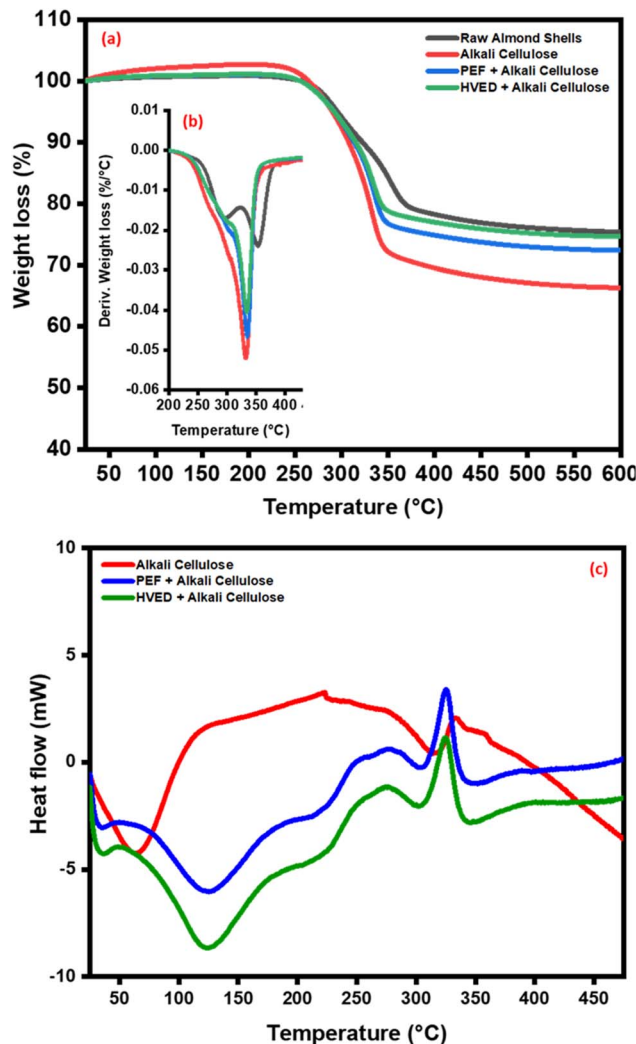 (a)
Raw Almond Shells
Alkali Cellulose
PEF + Alkali Cellulose
HVED + Alkali Cellulose
110
100
90
80
70
60
50
40
Weight loss (%)
50 100 150 200 250 300 350 400 450 500 550 600
Temperature (°C)
(b)
0.01
0.00
-0.01
-0.02
-0.03
-0.04
-0.05
-0.06
Deriv. Weight loss (%/°C)
200 250 300 350 400
Temperature (°C)
(c)
Alkali Cellulose
PEF + Alkali Cellulose
HVED + Alkali Cellulose
10
5
0
-5
-10
Heat flow (mW)
50 100 150 200 250 300 350 400 450
Temperature (°C)